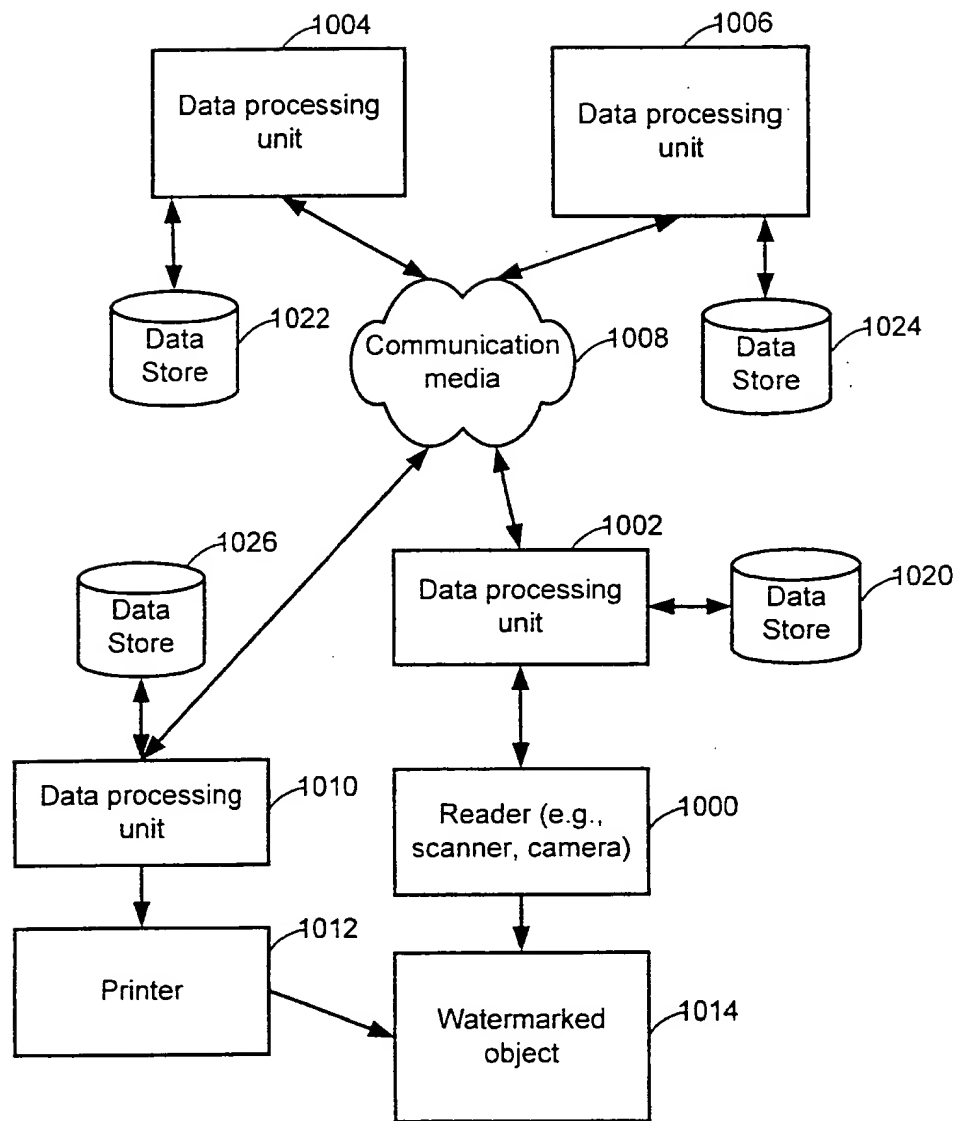 1004
1006
Data processing
unit
Data processing
unit
Data
Store
1022
Communication
media
1008
Data
Store
1024
1026
Data
Store
1002
Data processing
unit
Data
Store
1020
Data processing
unit
1010
Reader (e.g.,
scanner, camera)
1000
1012
Printer
Watermarked
object
1014